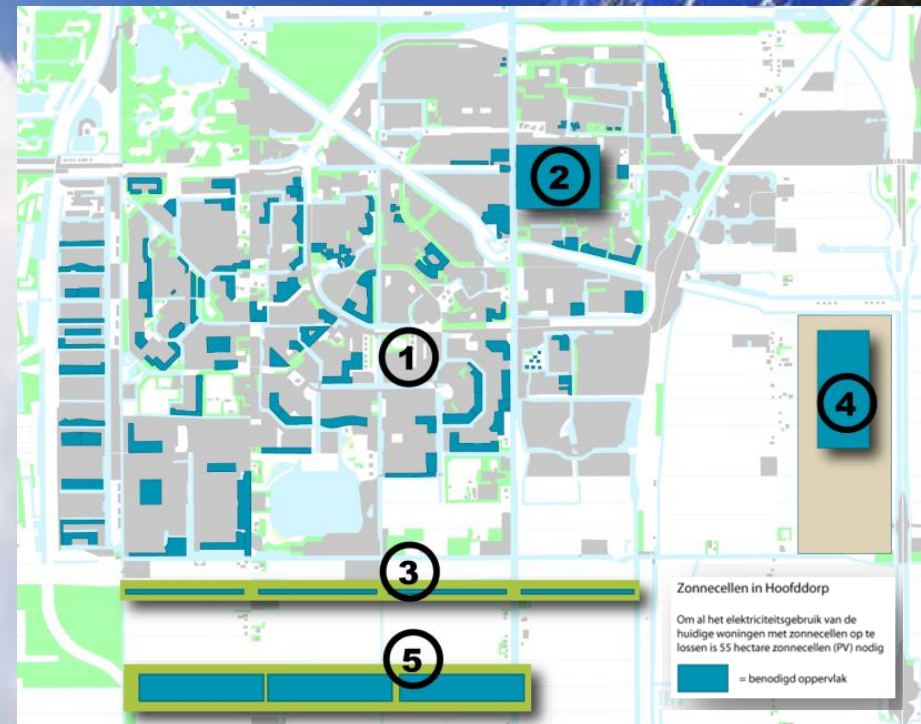 2
1
4
3
5
Zonnecellen in Hoofddorp
Om al het elektriciteitsgebruik van de
huidige woningen met zonnecellen op te
lossen is 55 hectare zonnecellen (PV) nodig
= benodigd oppervlak